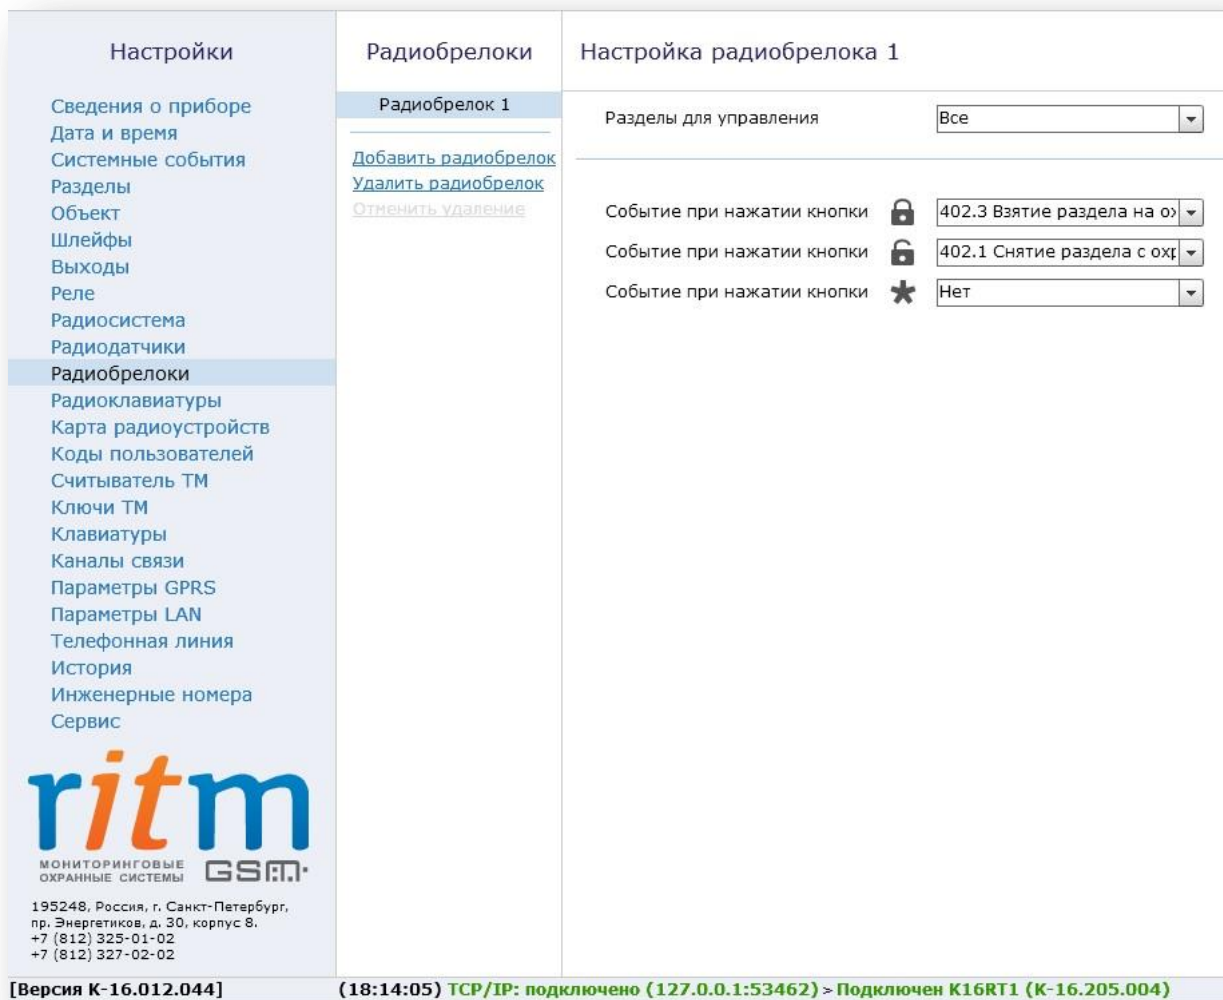 Настройки
Сведения о приборе
Дата и время
Системные события
Разделы
Объект
Шлейфы
Выходы
Реле
Радиосистема
Радиодатчики
Радиобрелоки
Радиоклавиатуры
Карта радиоустройств
Коды пользователей
Считыватель ТМ
Ключи ТМ
Клавиатуры
Каналы связи
Параметры GPRS
Параметры LAN
Телефонная линия
История
Инженерные номера
Сервис
ritm
МОНИТОРИНГОВЫЕ
ОХРАННЫЕ СИСТЕМЫ
GSM
195248, Россия, г. Санкт-Петербург,
пр. Энергетиков, д. 30, корпус 8.
+7 (812) 325-01-02
+7 (812) 327-02-02
Радиобрелоки
Радиобрелок 1
Добавить радиобрелок
Удалить радиобрелок
Отменить удаление
Настройка радиобрелока 1
Разделы для управления Все
Событие при нажатии кнопки 402.3 Взятие раздела на ох
Событие при нажатии кнопки 402.1 Снятие раздела с охр
Событие при нажатии кнопки Нет
[Версия K-16.012.044] (18:14:05) TCP/IP: подключено (127.0.0.1:53462) > Подключен K16RT1 (K-16.205.004)